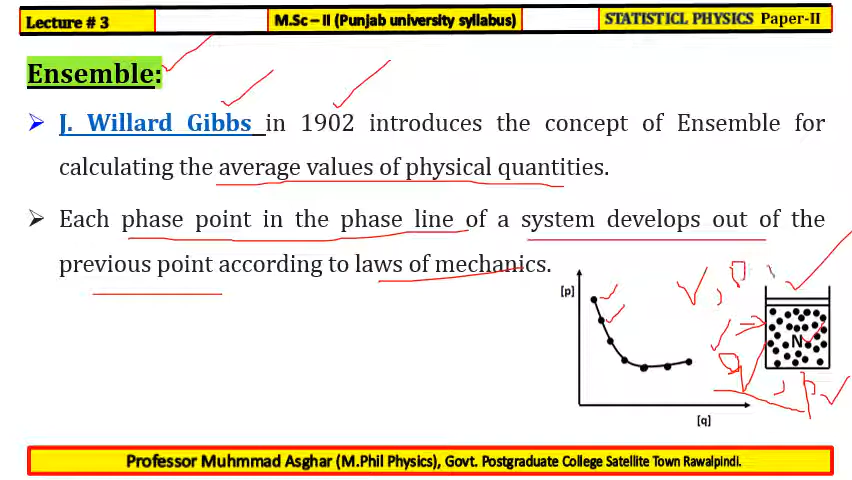 Lecture # 3
M.Sc – II (Punjab university syllabus)
STATISTICL PHYSICS Paper-II
Ensemble:
➢ J. Willard Gibbs in 1902 introduces the concept of Ensemble for
calculating the average values of physical quantities.
➢ Each phase point in the phase line of a system develops out of the
previous point according to laws of mechanics.
[p]
N
q, p
[q]
Professor Muhmmad Asghar (M.Phil Physics), Govt. Postgraduate College Satellite Town Rawalpindi.